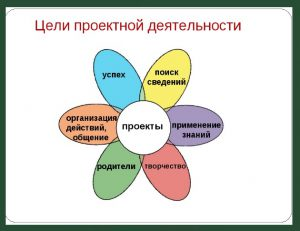 Цели проектной деятельности
успех
поиск
сведений
организация
действий,
общение
проекты
применение
знаний
родители
творчество